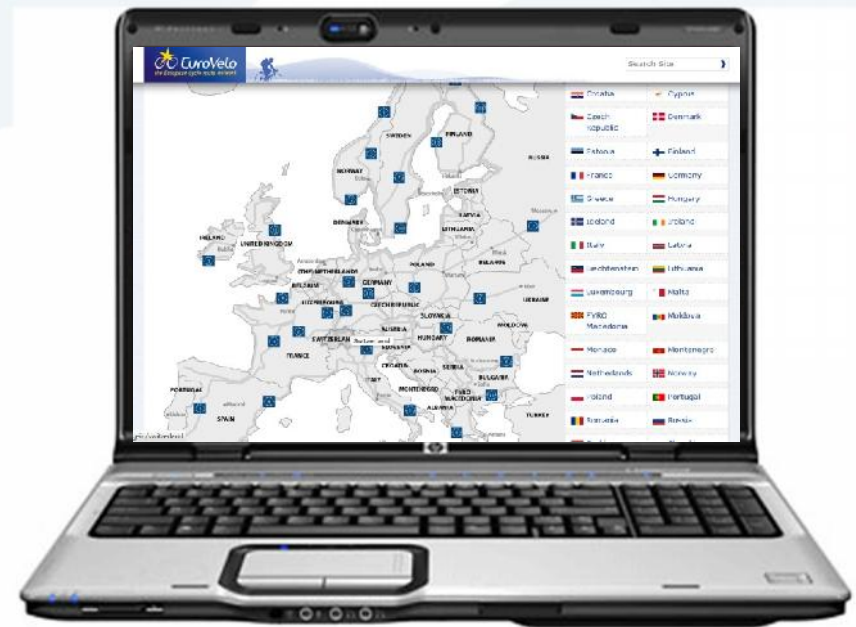 EuroVelo
the European cycle route network
Search Site
Croatia Cyprus
Czech Republic Denmark
Estonia Finland
France Germany
Greece Hungary
Iceland Ireland
Italy Latvia
Liechtenstein Lithuania
Luxembourg Malta
FYRO Macedonia Moldova
Monaco Montenegro
Netherlands Norway
Poland Portugal
Romania Russia
SWEDEN
FINLAND
RUSSIA
NORWAY
ESTONIA
LATVIA
DENMARK
LITHUANIA
IRELAND
UNITED KINGDOM
BELARUS
(THE) NETHERLANDS
POLAND
GERMANY
BELGIUM
UKRAINE
LUXEMBOURG
CZECH REPUBLIC
SLOVAKIA
MOLDOVA
AUSTRIA
SWITZERLAND
Switzerland
HUNGARY
ROMANIA
SLOVENIA
FRANCE
CROATIA
BOSNIA
SERBIA
ITALY
BULGARIA
MONTENEGRO
FYRO MACEDONIA
PORTUGAL
ALBANIA
SPAIN
TURKEY
hp